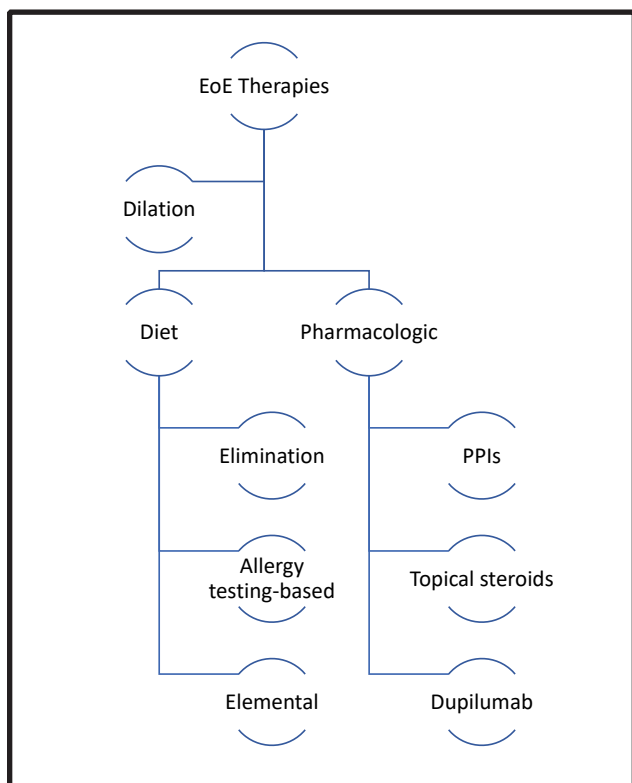 EoE Therapies
Dilation
Diet
Pharmacologic
Elimination
PPIs
Allergy
testing-based
Topical steroids
Elemental
Dupilumab